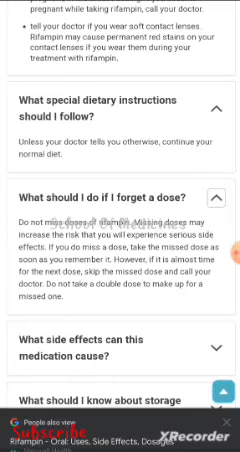 pregnant while taking rifampin, call your doctor.
• tell your doctor if you wear soft contact lenses.
Rifampin may cause permanent red stains on your
contact lenses if you wear them during your
treatment with rifampin.
What special dietary instructions
should I follow?
Unless your doctor tells you otherwise, continue your
normal diet.
What should I do if I forget a dose?
Do not miss doses of rifampin. Missing doses may
increase the risk that you will experience serious side
effects. If you do miss a dose, take the missed dose as
soon as you remember it. However, if it is almost time
for the next dose, skip the missed dose and call your
doctor. Do not take a double dose to make up for a
missed one.
School Of Medicines
What side effects can this
medication cause?
What should I know about storage
People also view
Subscribe
Rifampin - Oral: Uses, Side Effects, Dosages
XRecorder